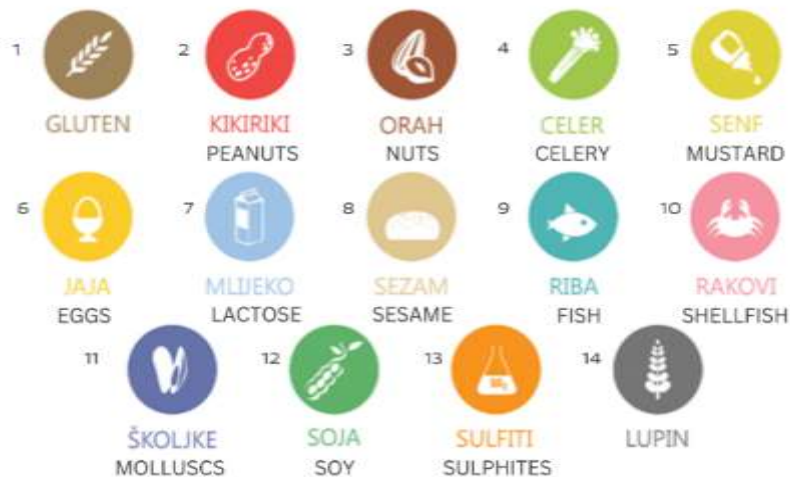 1 2 3 4 5
GLUTEN KIKIRIKI ORAH CELER SENF
PEANUTS NUTS CELERY MUSTARD
6 7 8 9 10
JAJA MLIJEKO SEZAM RIBA RAKOVI
EGGS LACTOSE SESAME FISH SHELLFISH
11 12 13 14
ŠKOLJKE SOJA SULFITI LUPIN
MOLLUSCS SOY SULPHITES